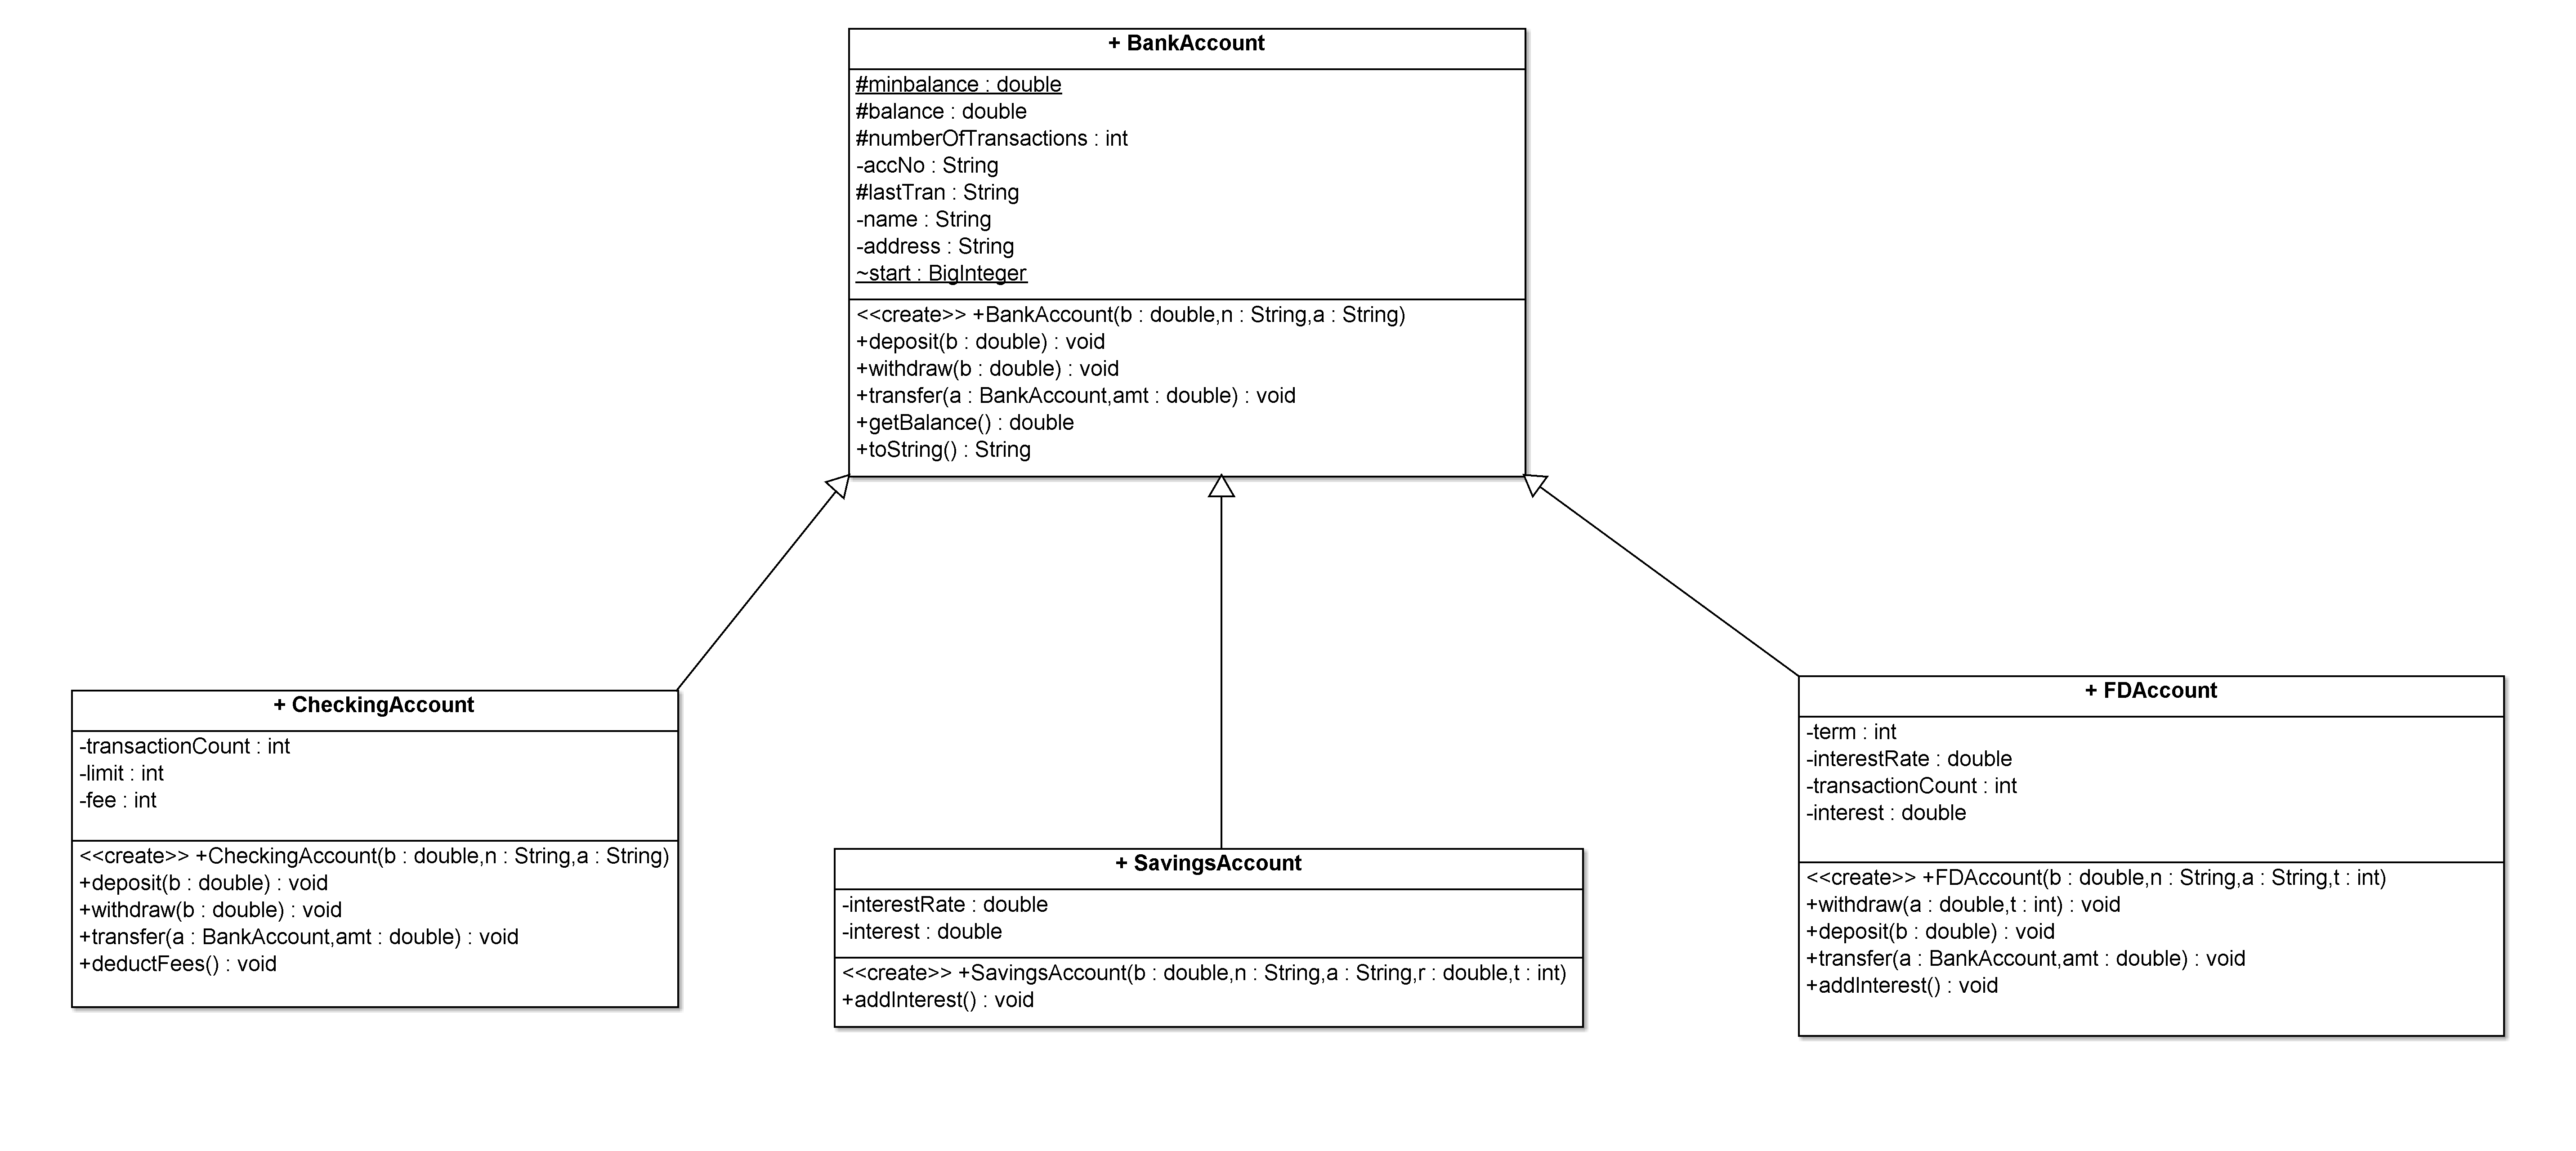 + BankAccount
#minbalance : double
#balance : double
#numberOfTransactions : int
-accNo : String
#lastTran : String
-name : String
-address : String
~start : BigInteger
<<create>> +BankAccount(b : double,n : String,a : String)
+deposit(b : double) : void
+withdraw(b : double) : void
+transfer(a : BankAccount,amt : double) : void
+getBalance() : double
+toString() : String
+ CheckingAccount
-transactionCount : int
-limit : int
-fee : int
<<create>> +CheckingAccount(b : double,n : String,a : String)
+deposit(b : double) : void
+withdraw(b : double) : void
+transfer(a : BankAccount,amt : double) : void
+deductFees() : void
+ SavingsAccount
-interestRate : double
-interest : double
<<create>> +SavingsAccount(b : double,n : String,a : String,r : double,t : int)
+addInterest() : void
+ FDAccount
-term : int
-interestRate : double
-transactionCount : int
-interest : double
<<create>> +FDAccount(b : double,n : String,a : String,t : int)
+withdraw(a : double,t : int) : void
+deposit(b : double) : void
+transfer(a : BankAccount,amt : double) : void
+addInterest() : void